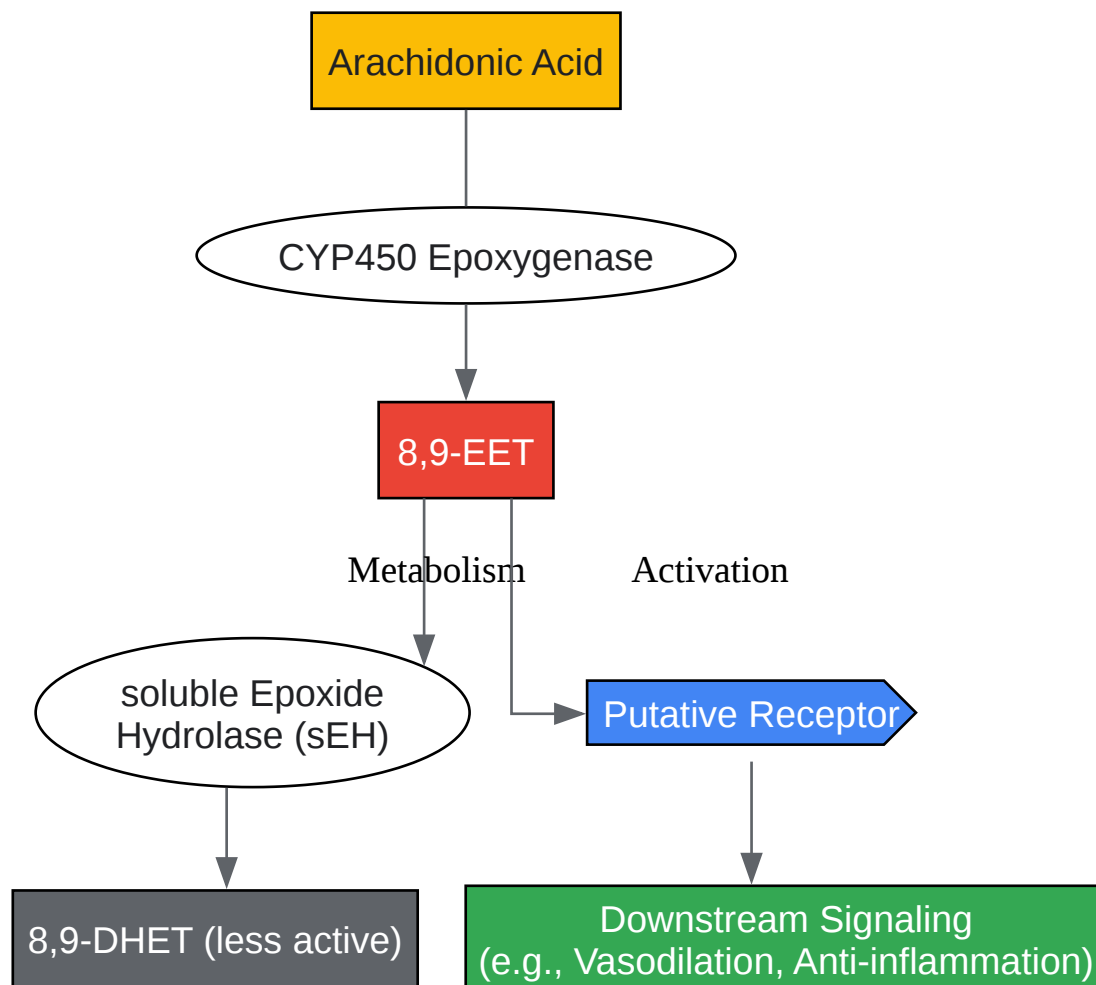 Arachidonic Acid
CYP450 Epoxygenase
8,9-EET
Metabolism
Activation
soluble Epoxide
Hydrolase (sEH)
Putative Receptor
8,9-DHET (less active)
Downstream Signaling
(e.g., Vasodilation, Anti-inflammation)